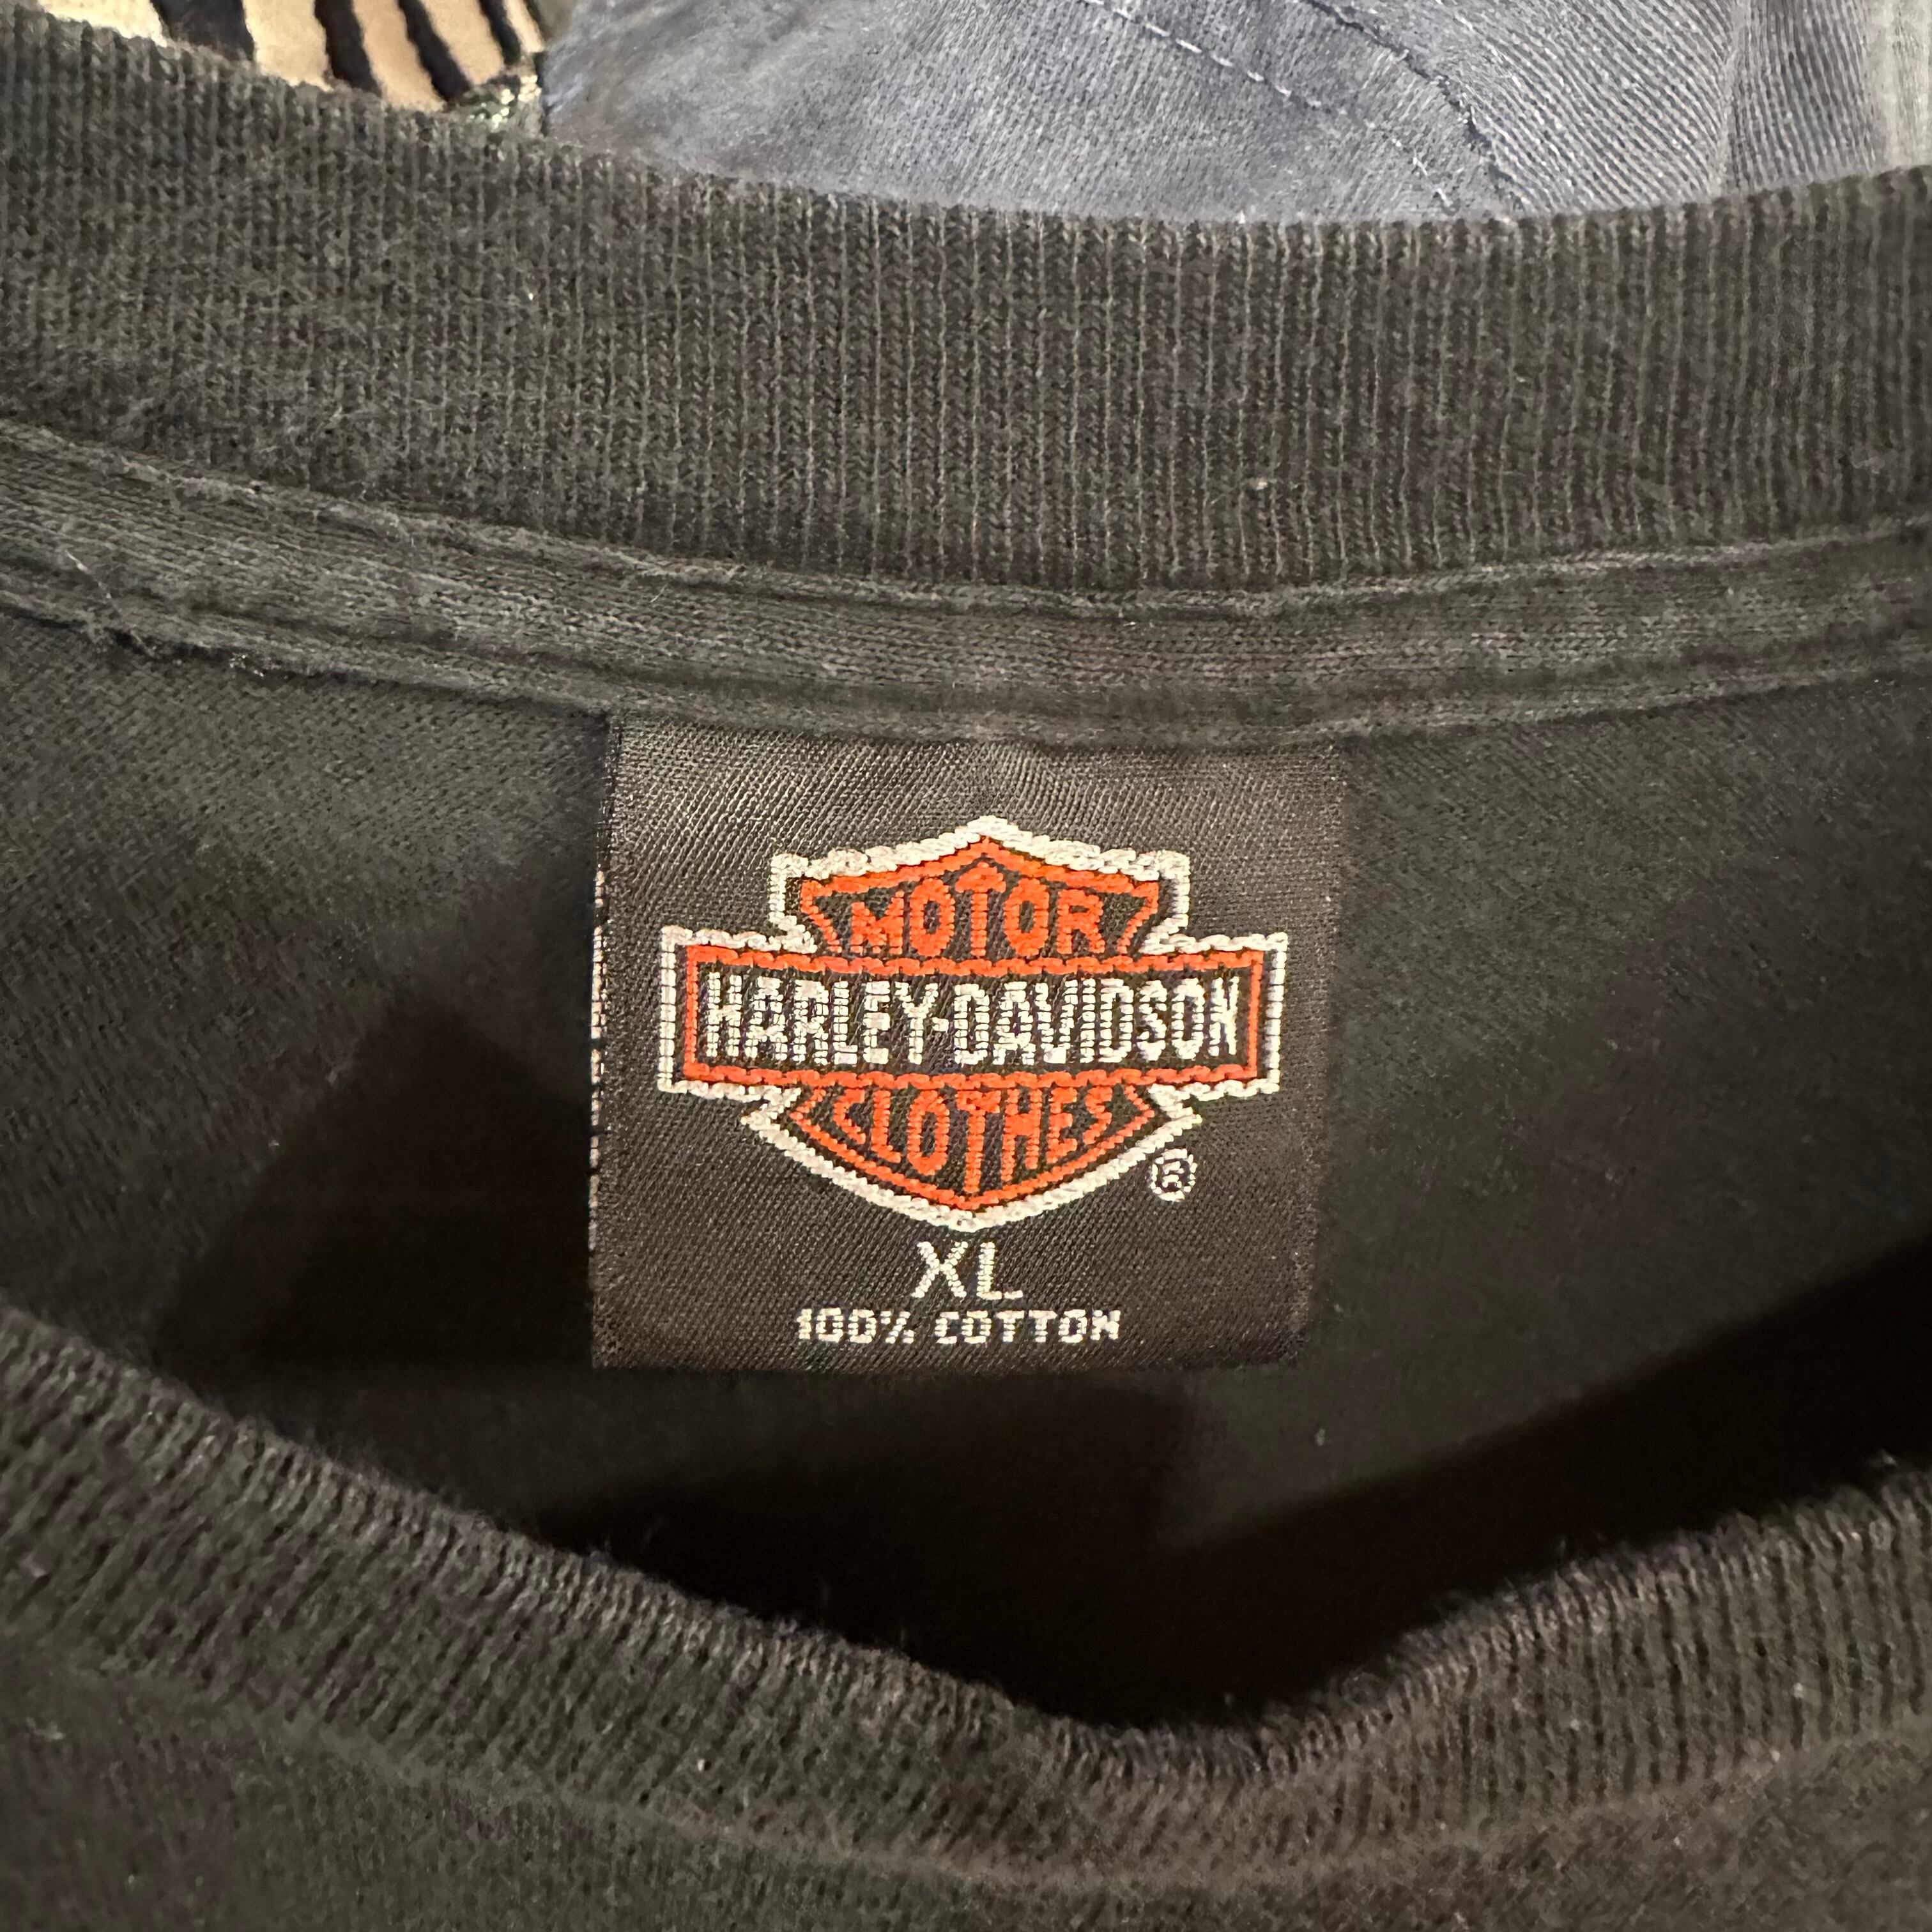 MOTOR
HARLEY-DAVIDSON
CLOTHES
®
XL
100% COTTON